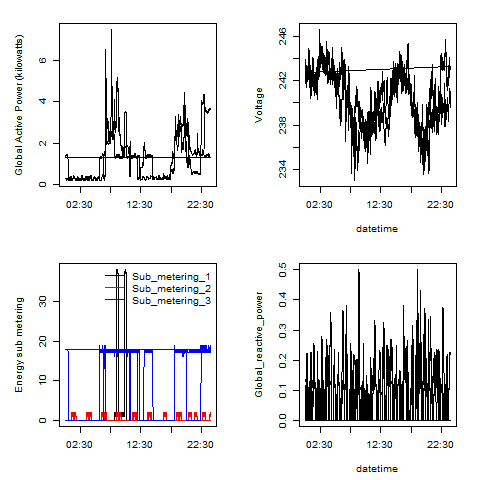 Global Active Power (kilowatts)
6
4
2
0
02:30 12:30 22:30
Voltage
246
242
238
234
02:30 12:30 22:30
datetime
Energy sub metering
30
20
10
0
Sub_metering_1
Sub_metering_2
Sub_metering_3
02:30 12:30 22:30
Global_reactive_power
0.5
0.4
0.3
0.2
0.1
0.0
02:30 12:30 22:30
datetime